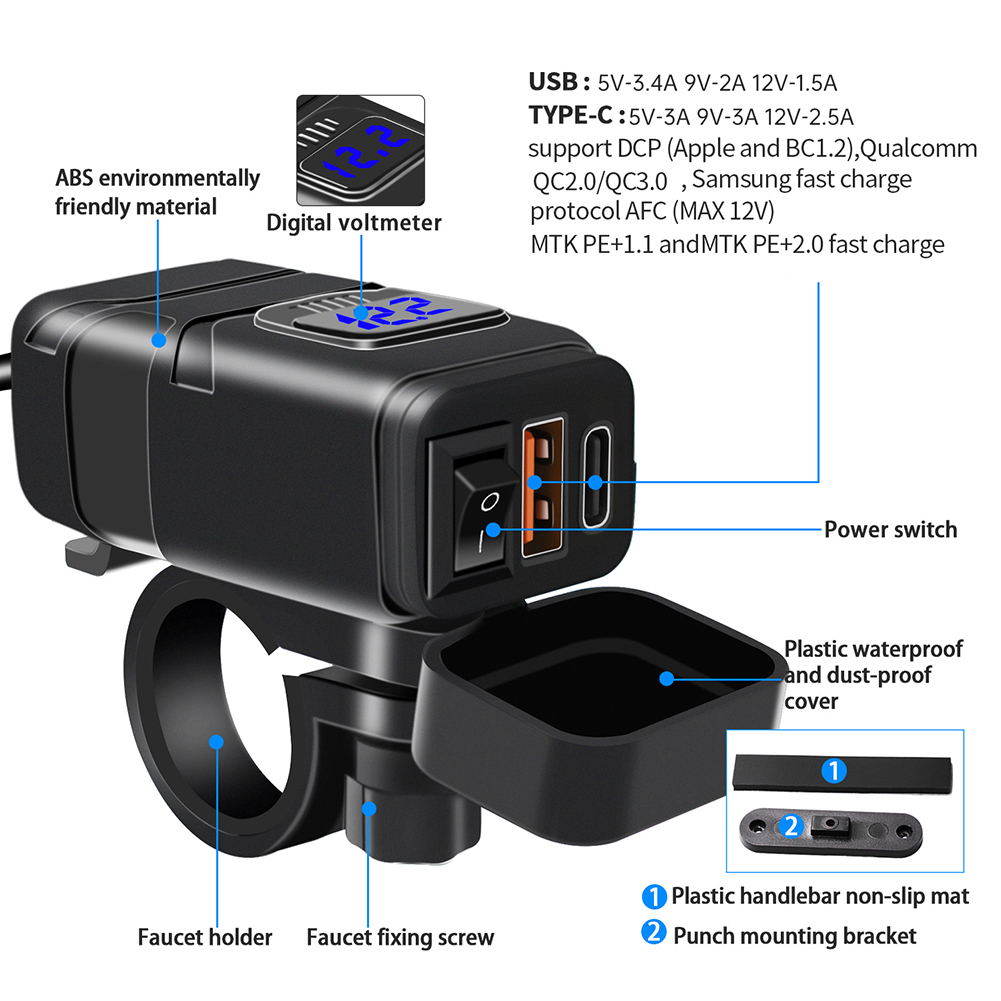 USB : 5V-3.4A 9V-2A 12V-1.5A
TYPE-C : 5V-3A 9V-3A 12V-2.5A
support DCP (Apple and BC1.2),Qualcomm
QC2.0/QC3.0 , Samsung fast charge
protocol AFC (MAX 12V)
MTK PE+1.1 andMTK PE+2.0 fast charge
12.2
Digital voltmeter
ABS environmentally
friendly material
12.2
O
I
Power switch
Plastic waterproof
and dust-proof
cover
1
2
1 Plastic handlebar non-slip mat
2 Punch mounting bracket
Faucet holder
Faucet fixing screw